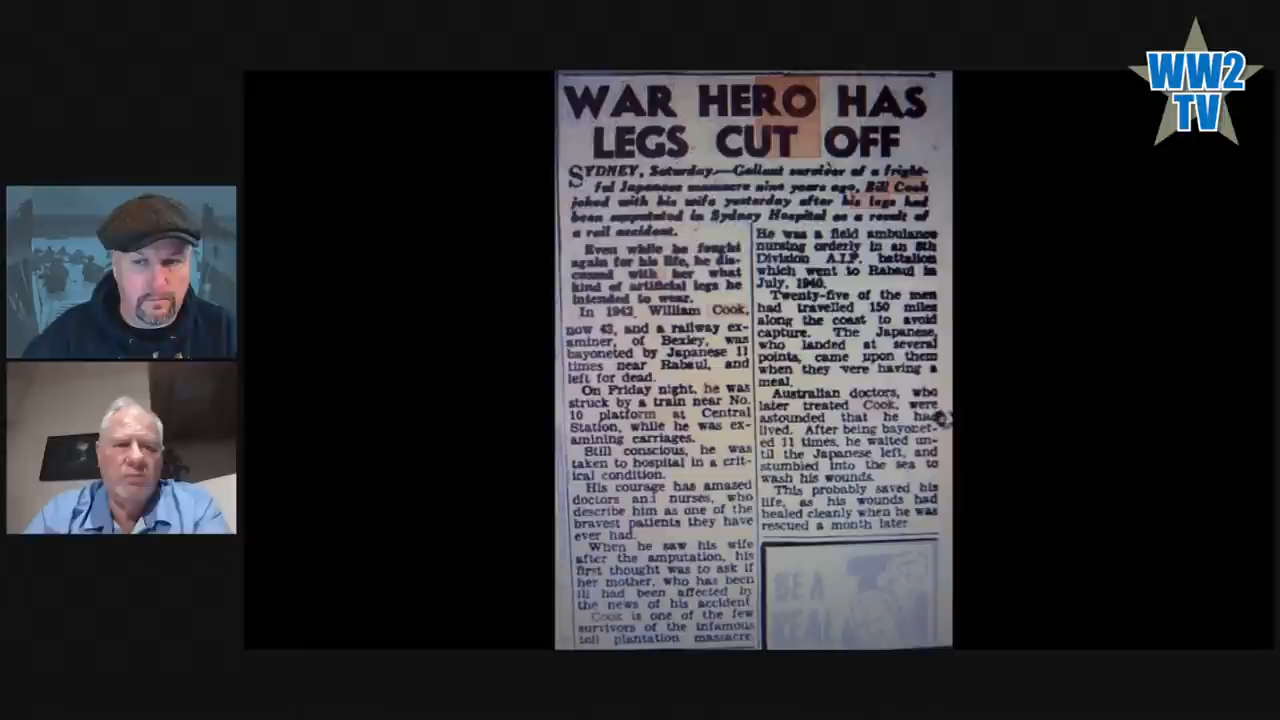 WW2
TV
WAR HERO HAS
LEGS CUT OFF
SYDNEY, Saturday.—Gallant survivor of a fright-
ful Japanese massacre nine years ago, Bill Cook
joked with his wife yesterday after his legs had
been amputated in Sydney Hospital as a result of
a rail accident.
Even while he fought
again for his life, he dis-
cussed with her what
kind of artificial legs he
intended to wear.
In 1942, William Cook,
now 43, and a railway ex-
aminer, of Bexley, was
bayoneted by Japanese 11
times near Rabaul, and
left for dead.
On Friday night, he was
struck by a train near No.
10 platform at Central
Station, while he was ex-
amining carriages.
Still conscious, he was
taken to hospital in a crit-
ical condition.
His courage has amazed
doctors and nurses, who
describe him as one of the
bravest patients they have
ever had.
When he saw his wife
after the amputation, his
first thought was to ask if
her mother, who has been
ill had been affected by
the news of his accident.
Cook is one of the few
survivors of the infamous
toll plantation massacre
He was a field ambulance
nursing orderly in an 8th
Division A.I.F. battalion
which went to Rabaul in
July, 1940.
Twenty-five of the men
had travelled 150 miles
along the coast to avoid
capture. The Japanese,
who landed at several
points, came upon them
when they were having a
meal.
Australian doctors, who
later treated Cook, were
astounded that he had
lived. After being bayonet-
ed 11 times, he waited un-
til the Japanese left, and
stumbled into the sea to
wash his wounds.
This probably saved his
life, as his wounds had
healed cleanly when he was
rescued a month later
BE A